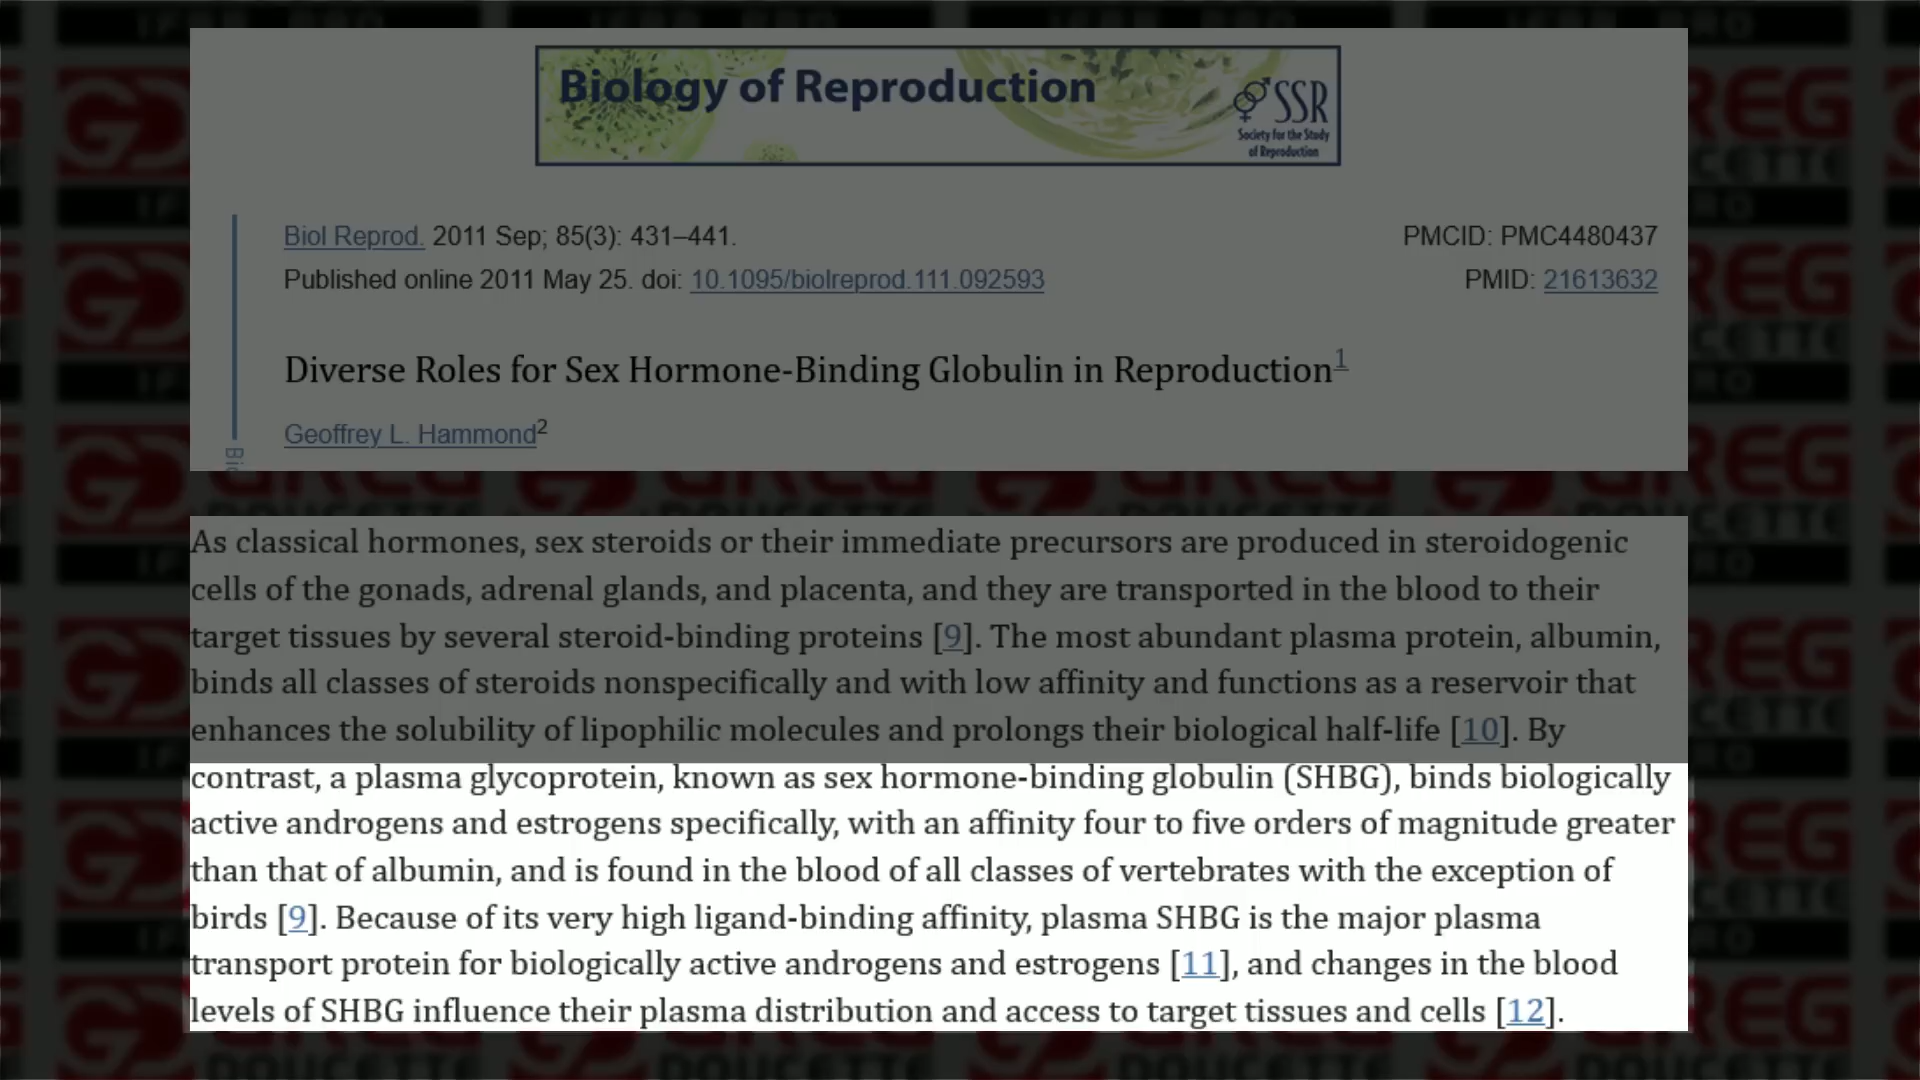 Biology of Reproduction
SSR
Society for the Study
of Reproduction
Biol Reprod. 2011 Sep; 85(3): 431–441.
PMCID: PMC4480437
Published online 2011 May 25. doi: 10.1095/biolreprod.111.092593
PMID: 21613632
Diverse Roles for Sex Hormone-Binding Globulin in Reproduction1
Geoffrey L. Hammond2
As classical hormones, sex steroids or their immediate precursors are produced in steroidogenic
cells of the gonads, adrenal glands, and placenta, and they are transported in the blood to their
target tissues by several steroid-binding proteins [9]. The most abundant plasma protein, albumin,
binds all classes of steroids nonspecifically and with low affinity and functions as a reservoir that
enhances the solubility of lipophilic molecules and prolongs their biological half-life [10]. By
contrast, a plasma glycoprotein, known as sex hormone-binding globulin (SHBG), binds biologically
active androgens and estrogens specifically, with an affinity four to five orders of magnitude greater
than that of albumin, and is found in the blood of all classes of vertebrates with the exception of
birds [9]. Because of its very high ligand-binding affinity, plasma SHBG is the major plasma
transport protein for biologically active androgens and estrogens [11], and changes in the blood
levels of SHBG influence their plasma distribution and access to target tissues and cells [12].